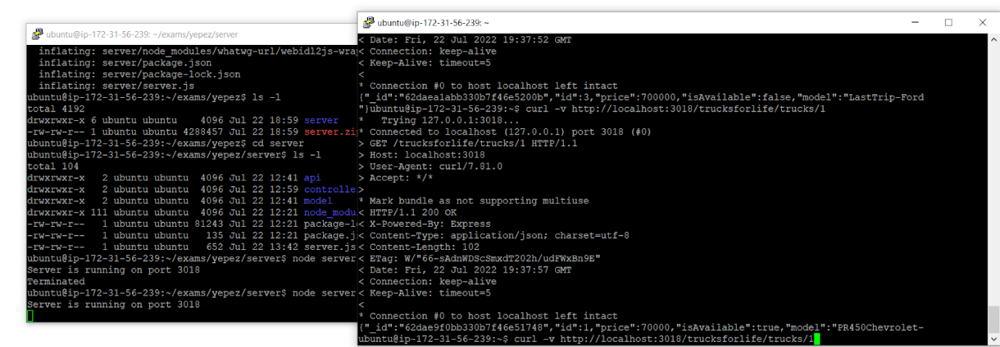 ubuntu@ip-172-31-56-239: ~/exams/yepez/server
inflating: server/node_modules/whatwg-url/webidl2js-wra
inflating: server/package.json
inflating: server/package-lock.json
inflating: server/server.js
ubuntu@ip-172-31-56-239:~/exams/yepez$ ls -l
total 4192
drwxrwxr-x 6 ubuntu ubuntu 4096 Jul 22 18:59 server
-rw-rw-r-- 1 ubuntu ubuntu 4288457 Jul 22 18:59 server.zi
ubuntu@ip-172-31-56-239:~/exams/yepez$ cd server
ubuntu@ip-172-31-56-239:~/exams/yepez/server$ ls -l
total 104
drwxrwxr-x 2 ubuntu ubuntu 4096 Jul 22 12:41 api
drwxrwxr-x 2 ubuntu ubuntu 4096 Jul 22 12:59 controlle
drwxrwxr-x 2 ubuntu ubuntu 4096 Jul 22 12:41 model
drwxrwxr-x 111 ubuntu ubuntu 4096 Jul 22 12:21 node_modu
-rw-rw-r-- 1 ubuntu ubuntu 81243 Jul 22 12:21 package-l
-rw-rw-r-- 1 ubuntu ubuntu 135 Jul 22 12:21 package.j
-rw-rw-r-- 1 ubuntu ubuntu 652 Jul 22 13:42 server.js
ubuntu@ip-172-31-56-239:~/exams/yepez/server$ node server
Server is running on port 3018
Terminated
ubuntu@ip-172-31-56-239:~/exams/yepez/server$ node server
Server is running on port 3018
ubuntu@ip-172-31-56-239: ~
< Date: Fri, 22 Jul 2022 19:37:52 GMT
< Connection: keep-alive
< Keep-Alive: timeout=5
<
* Connection #0 to host localhost left intact
{"_id":"62daea1abb330b7f46e5200b","id":3,"price":700000,"isAvailable":false,"model":"LastTrip-Ford
"}ubuntu@ip-172-31-56-239:~$ curl -v http://localhost:3018/trucksforlife/trucks/1
* Trying 127.0.0.1:3018...
* Connected to localhost (127.0.0.1) port 3018 (#0)
> GET /trucksforlife/trucks/1 HTTP/1.1
> Host: localhost:3018
> User-Agent: curl/7.81.0
> Accept: */*
>
* Mark bundle as not supporting multiuse
< HTTP/1.1 200 OK
< X-Powered-By: Express
< Content-Type: application/json; charset=utf-8
< Content-Length: 102
< ETag: W/"66-sAdnWDScSmxdT202h/udFWxBn9E"
< Date: Fri, 22 Jul 2022 19:37:57 GMT
< Connection: keep-alive
< Keep-Alive: timeout=5
<
* Connection #0 to host localhost left intact
{"_id":"62dae9f0bb330b7f46e51748","id":1,"price":70000,"isAvailable":true,"model":"PR450Chevrolet-
ubuntu@ip-172-31-56-239:~$ curl -v http://localhost:3018/trucksforlife/trucks/1